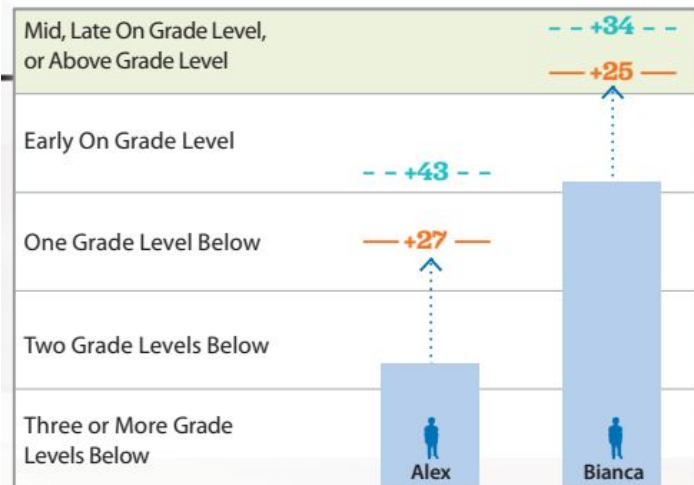 Mid, Late On Grade Level,
or Above Grade Level
- - +34 - -
— +25 —
Early On Grade Level
- - +43 - -
One Grade Level Below
— +27 —
Two Grade Levels Below
Three or More Grade
Levels Below
Alex
Bianca